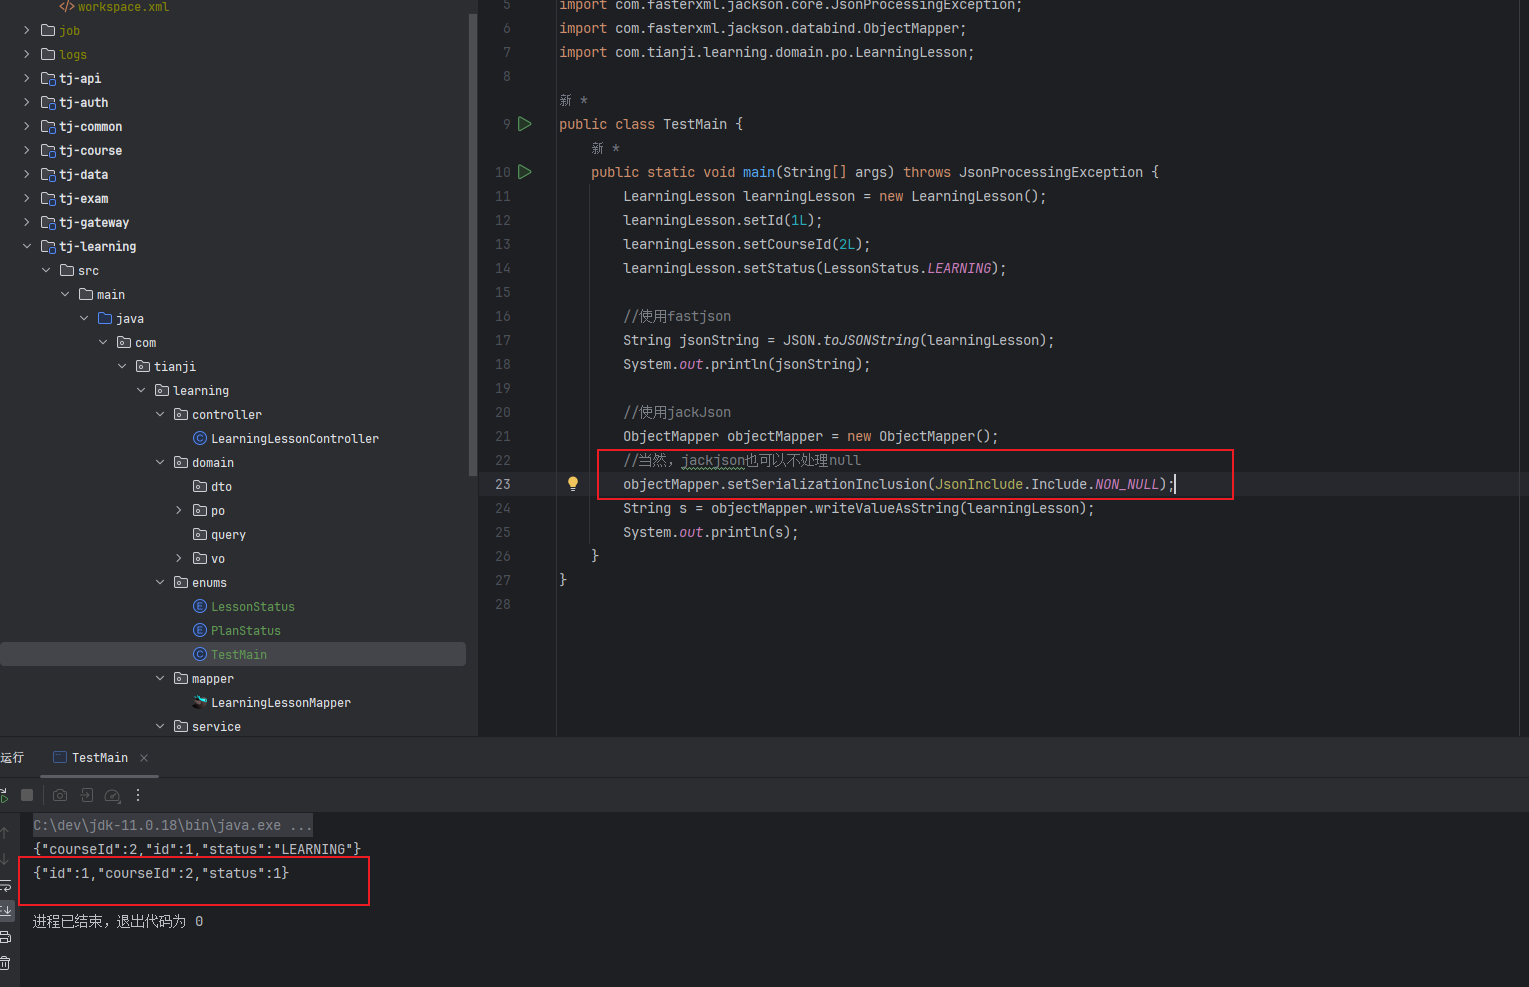 workspace.xml
job
logs
tj-api
tj-auth
tj-common
tj-course
tj-data
tj-exam
tj-gateway
tj-learning
src
main
java
com
tianji
learning
controller
LearningLessonController
domain
dto
po
query
vo
enums
LessonStatus
PlanStatus
TestMain
mapper
LearningLessonMapper
service
5 import com.fasterxml.jackson.core.JsonProcessingException;
6 import com.fasterxml.jackson.databind.ObjectMapper;
7 import com.tianji.learning.domain.po.LearningLesson;
8
新 *
9 public class TestMain {
新 *
10 public static void main(String[] args) throws JsonProcessingException {
11 LearningLesson learningLesson = new LearningLesson();
12 learningLesson.setId(1L);
13 learningLesson.setCourseId(2L);
14 learningLesson.setStatus(LessonStatus.LEARNING);
15
16 //使用fastjson
17 String jsonString = JSON.toJSONString(learningLesson);
18 System.out.println(jsonString);
19
20 //使用jackJson
21 ObjectMapper objectMapper = new ObjectMapper();
22 //当然，jackjson也可以不处理null
23 objectMapper.setSerializationInclusion(JsonInclude.Include.NON_NULL);
24 String s = objectMapper.writeValueAsString(learningLesson);
25 System.out.println(s);
26 }
27 }
28
运行 TestMain
C:\dev\jdk-11.0.18\bin\java.exe ...
{"courseId":2,"id":1,"status":"LEARNING"}
{"id":1,"courseId":2,"status":1}
进程已结束，退出代码为 0